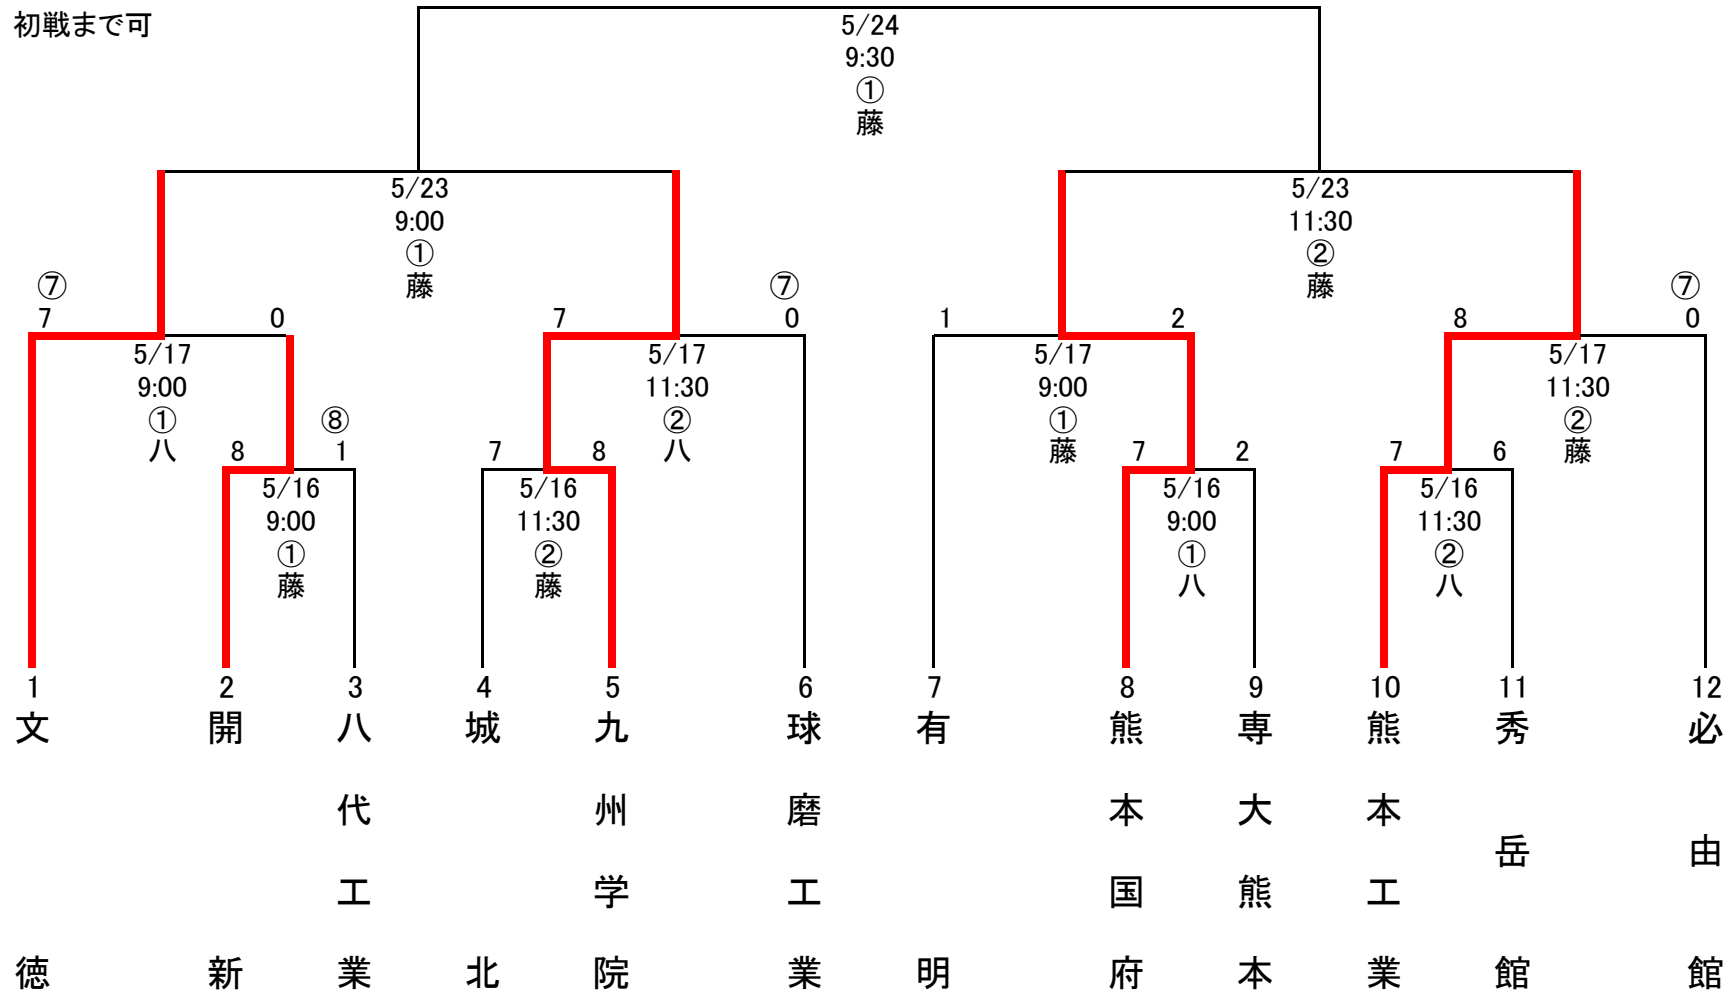 初戦まで可
5/24
9:30
①
藤
5/23
9:00
①
藤
5/23
11:30
②
藤
⑦
⑦
⑦
7
0
7
0
1
2
8
0
5/17
9:00
①
八
5/17
11:30
②
八
5/17
9:00
①
藤
5/17
11:30
②
藤
⑧
8
1
7
8
7
2
7
6
5/16
9:00
①
藤
5/16
11:30
②
藤
5/16
9:00
①
八
5/16
11:30
②
八
1
文徳
2
開新
3
八代工業
4
城北
5
九州学院
6
球磨工業
7
有明
8
熊本国府
9
専大熊本
10
熊本工業
11
秀岳館
12
必由館